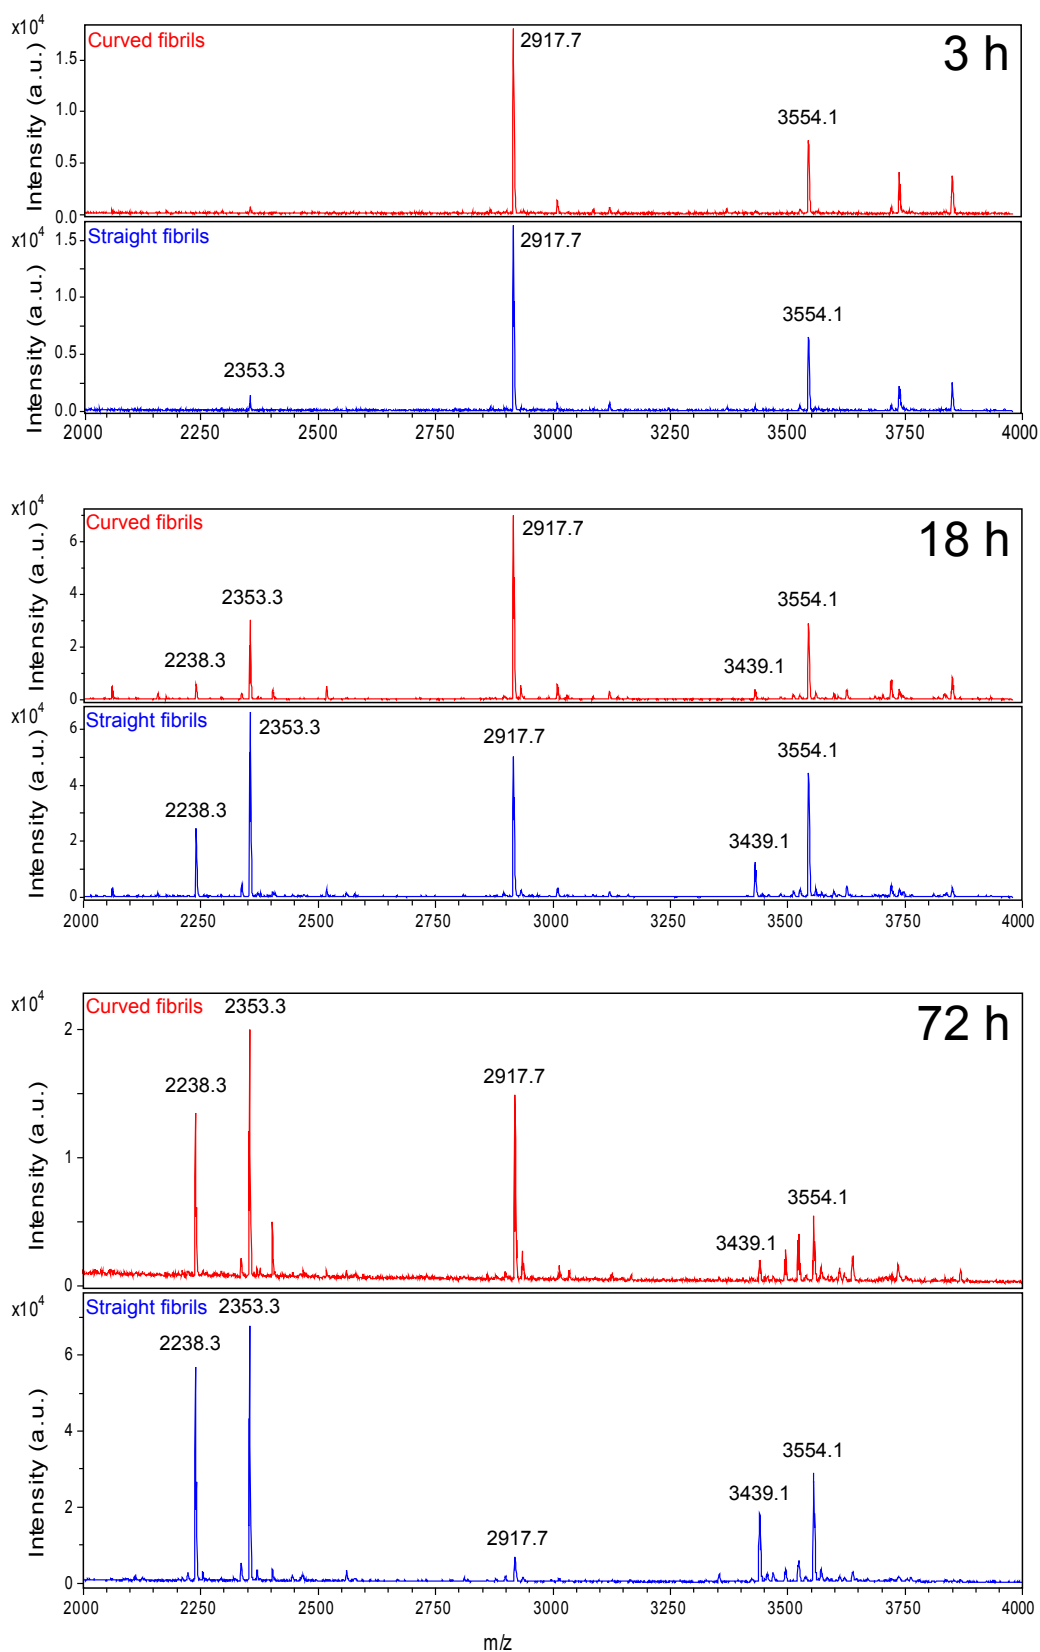 x10⁴
Curved fibrils
2917.7
3 h
3554.1
1.5
1.0
0.5
0.0
Intensity (a.u.)
x10⁴
Straight fibrils
2917.7
3554.1
2353.3
1.5
1.0
0.5
0.0
Intensity (a.u.)
2000 2250 2500 2750 3000 3250 3500 3750 4000
x10⁴
Curved fibrils
2917.7
18 h
2353.3
3554.1
2238.3
3439.1
6
4
2
0
Intensity (a.u.)
Straight fibrils
2353.3
2917.7
3554.1
2238.3
3439.1
6
4
2
0
Intensity (a.u.)
2000 2250 2500 2750 3000 3250 3500 3750 4000
x10⁴
Curved fibrils
2353.3
72 h
2238.3
2917.7
3554.1
3439.1
2
1
0
Intensity (a.u.)
x10⁴
Straight fibrils
2353.3
2238.3
3554.1
3439.1
2917.7
6
4
2
0
Intensity (a.u.)
2000 2250 2500 2750 3000 3250 3500 3750 4000
m/z